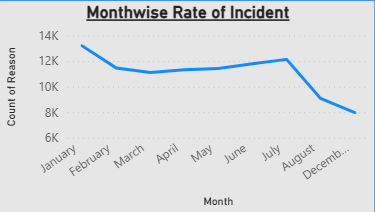 Monthwise Rate of Incident
14K
12K
10K
8K
6K
Count of Reason
January
February
March
April
May
June
July
August
Decemb...
Month